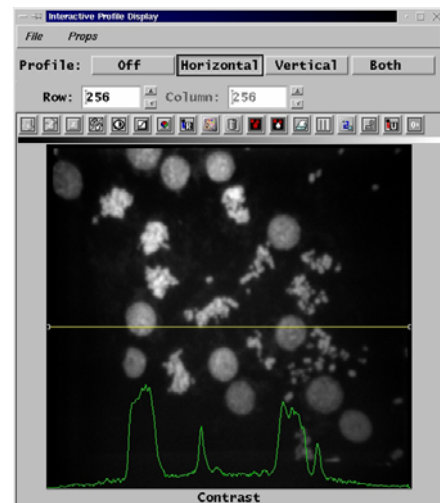 Interactive Profile Display
File Props
Profile: Off Horizontal Vertical Both
Row: 256 Column: 256
Contrast